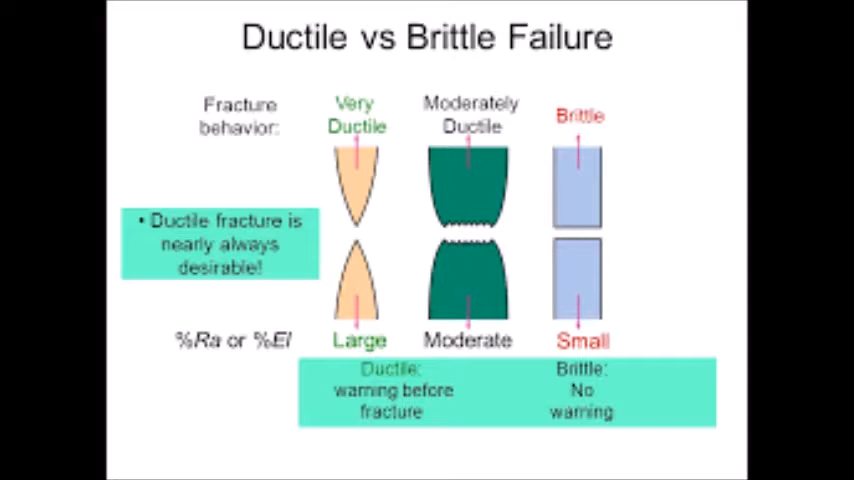 Ductile vs Brittle Failure
Fracture
behavior:
Very
Ductile
Moderately
Ductile
Brittle
• Ductile fracture is
nearly always
desirable!
%Ra or %El
Large
Moderate
Small
Ductile:
warning before
fracture
Brittle:
No
warning